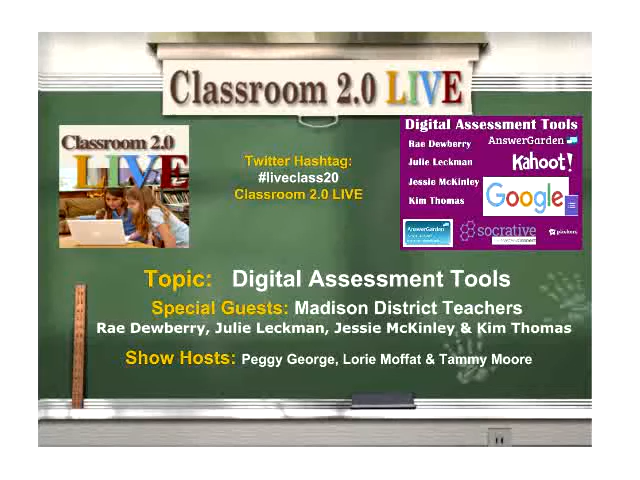 Classroom 2.0 LIVE
Classroom 2.0
LIVE
Twitter Hashtag:
#liveclass20
Classroom 2.0 LIVE
Digital Assessment Tools
Rae Dewberry
AnswerGarden
Julie Leckman
Kahoot!
Jessie McKinley
Google
Kim Thomas
AnswerGarden
socrative
plickers
Topic: Digital Assessment Tools
Special Guests: Madison District Teachers
Rae Dewberry, Julie Leckman, Jessie McKinley & Kim Thomas
Show Hosts: Peggy George, Lorie Moffat & Tammy Moore